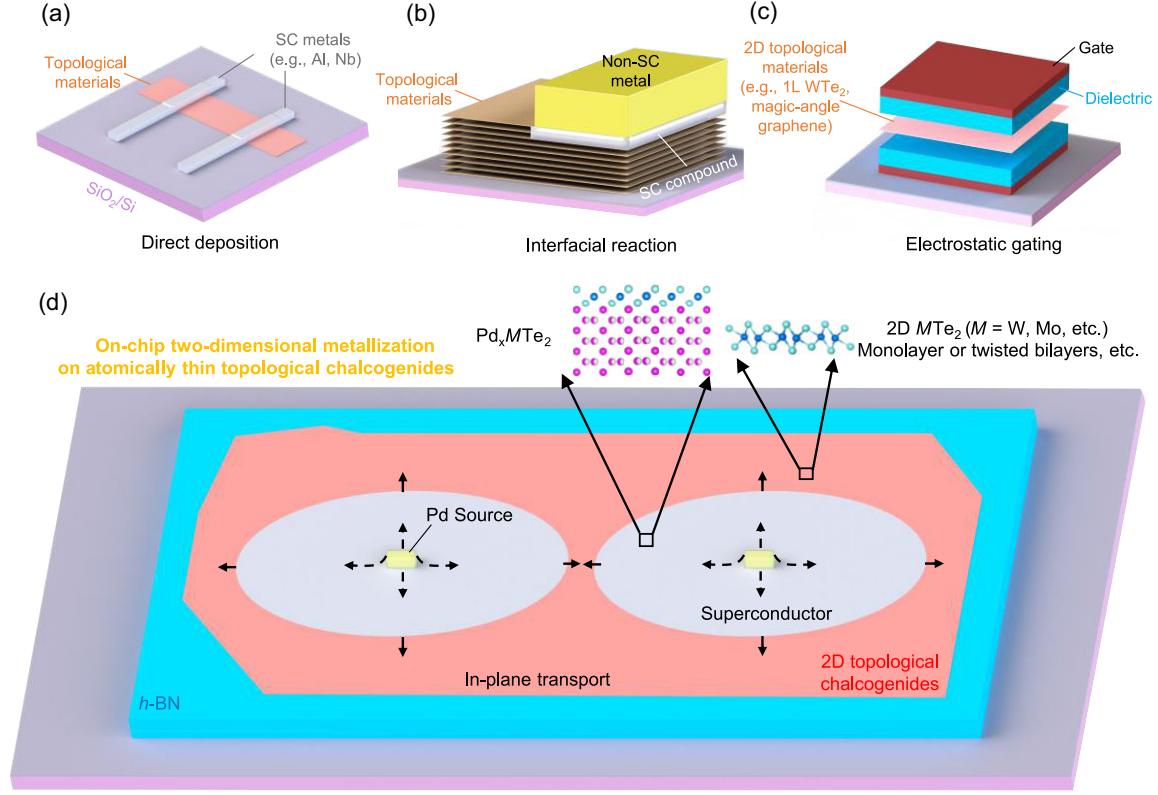 (a)
SC metals
(e.g., Al, Nb)
Topological
materials
SiO₂/Si
Direct deposition
(b)
Non-SC
metal
Topological
materials
SC compound
Interfacial reaction
(c)
2D topological
materials
(e.g., 1L WTe₂,
magic-angle
graphene)
Gate
Dielectric
Electrostatic gating
(d)
On-chip two-dimensional metallization
on atomically thin topological chalcogenides
PdₓMTe₂
2D MTe₂ (M = W, Mo, etc.)
Monolayer or twisted bilayers, etc.
Pd Source
Superconductor
In-plane transport
2D topological
chalcogenides
h-BN